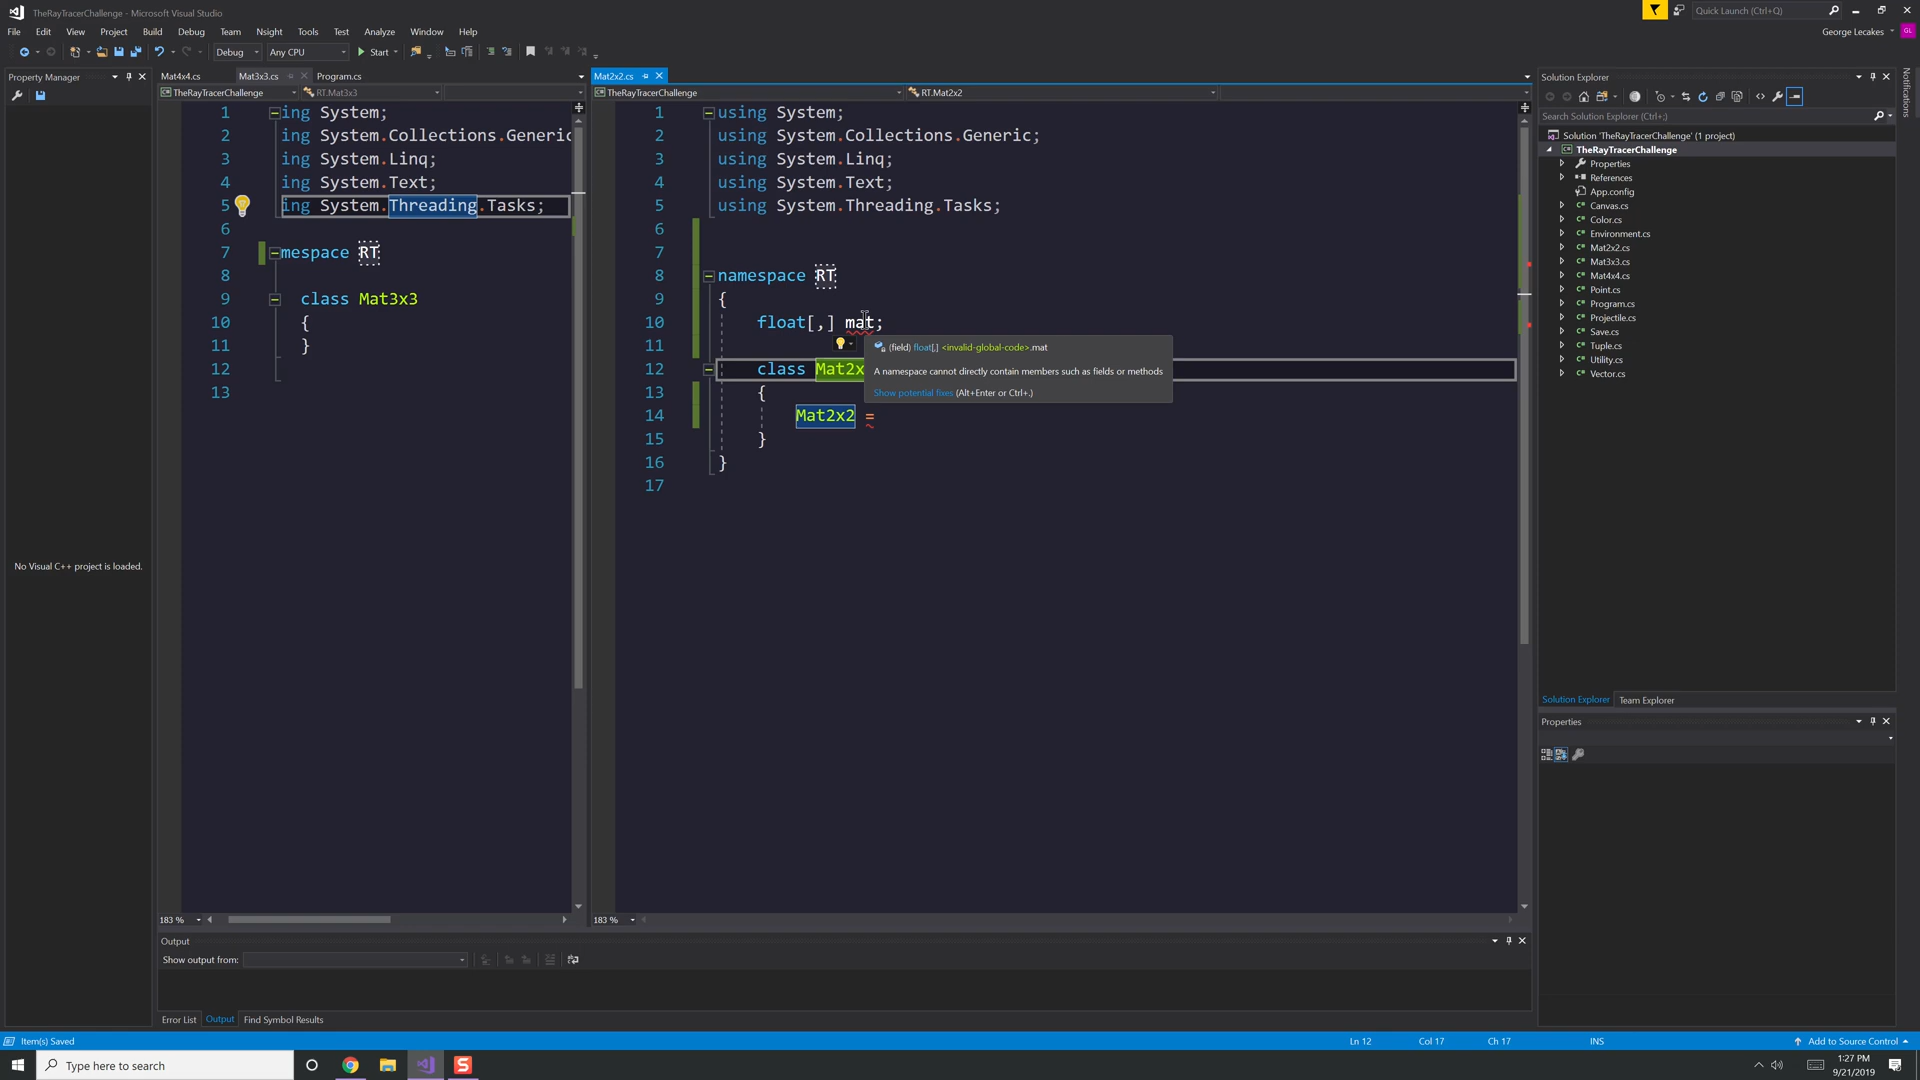 TheRayTracerChallenge - Microsoft Visual Studio
Quick Launch (Ctrl+Q)
File Edit View Project Build Debug Team Nsight Tools Test Analyze Window Help
George Lecakes
GL
Debug Any CPU Start
Property Manager
Mat4x4.cs Mat3x3.cs Program.cs
Mat2x2.cs
Solution Explorer
Notifications
TheRayTracerChallenge RT.Mat3x3
TheRayTracerChallenge RT.Mat2x2
Search Solution Explorer (Ctrl+;)
Solution 'TheRayTracerChallenge' (1 project)
TheRayTracerChallenge
Properties
References
App.config
Canvas.cs
Color.cs
Environment.cs
Mat2x2.cs
Mat3x3.cs
Mat4x4.cs
Point.cs
Program.cs
Projectile.cs
Save.cs
Tuple.cs
Utility.cs
Vector.cs
1 ing System;
2 ing System.Collections.Generic
3 ing System.Linq;
4 ing System.Text;
5 ing System.Threading.Tasks;
6
7 mespace RT
8
9 class Mat3x3
10 {
11 }
12
13
1 using System;
2 using System.Collections.Generic;
3 using System.Linq;
4 using System.Text;
5 using System.Threading.Tasks;
6
7
8 namespace RT
9 {
10 float[,] mat;
11
12 class Mat2x
13 {
14 Mat2x2 =
15 }
16 }
17
(field) float[,] <invalid-global-code>.mat
A namespace cannot directly contain members such as fields or methods
Show potential fixes (Alt+Enter or Ctrl+.)
No Visual C++ project is loaded.
Solution Explorer Team Explorer
Properties
183 %
183 %
Output
Show output from:
Error List Output Find Symbol Results
Item(s) Saved
Ln 12 Col 17 Ch 17 INS
Add to Source Control
Type here to search
1:27 PM
9/21/2019